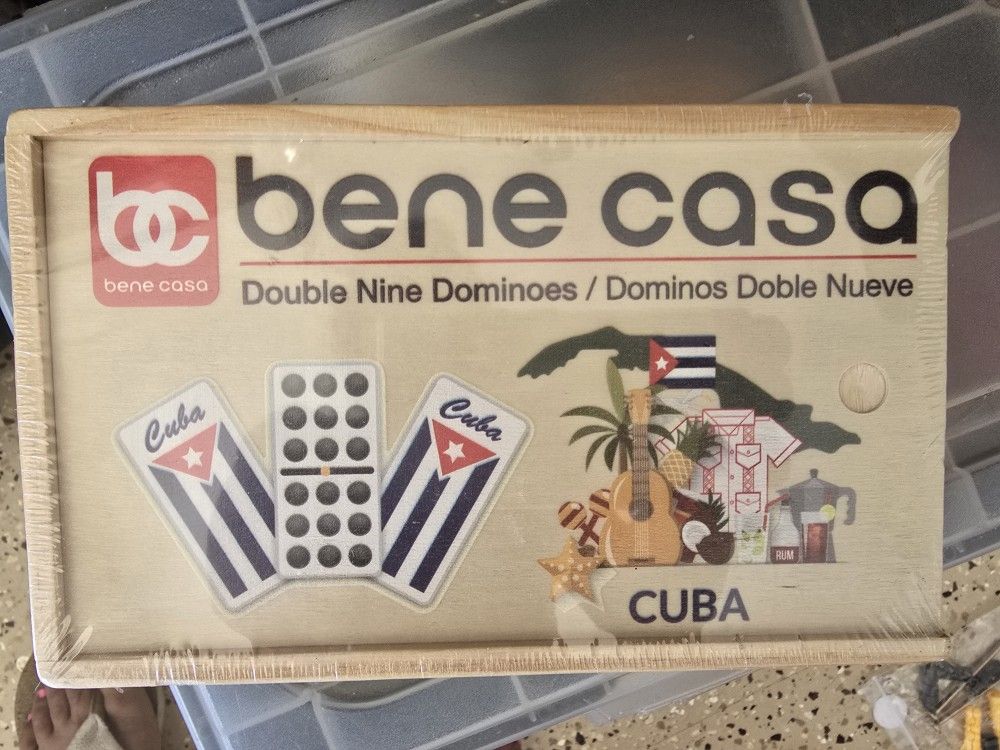 bc
bene casa
bene casa
Double Nine Dominoes / Dominos Doble Nueve
Cuba
Cuba
RUM
CUBA